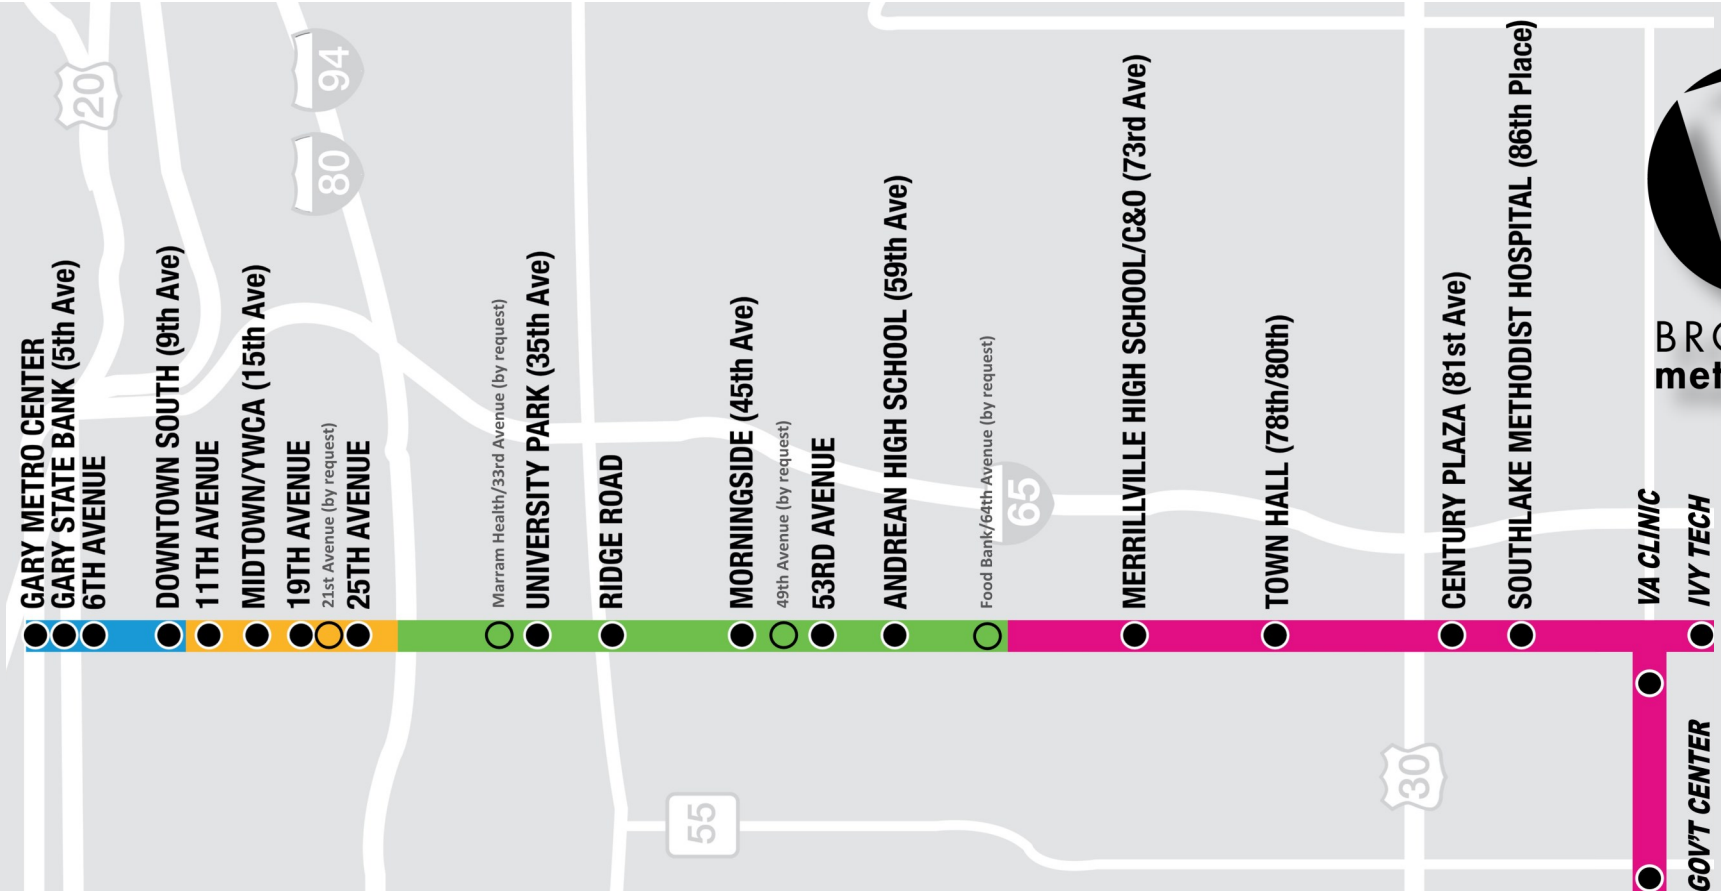 20
94
80
GARY METRO CENTER
GARY STATE BANK (5th Ave)
6TH AVENUE
DOWNTOWN SOUTH (9th Ave)
11TH AVENUE
MIDTOWN/YWCA (15th Ave)
19TH AVENUE
21st Avenue (by request)
25TH AVENUE
Marram Health/33rd Avenue (by request)
UNIVERSITY PARK (35th Ave)
RIDGE ROAD
MORNINGSIDE (45th Ave)
49th Avenue (by request)
53RD AVENUE
ANDREAN HIGH SCHOOL (59th Ave)
Food Bank/64th Avenue (by request)
65
MERRILLVILLE HIGH SCHOOL/C&O (73rd Ave)
TOWN HALL (78th/80th)
CENTURY PLAZA (81st Ave)
SOUTHLAKE METHODIST HOSPITAL (86th Place)
VA CLINIC
IVY TECH
GOV'T CENTER
55
30